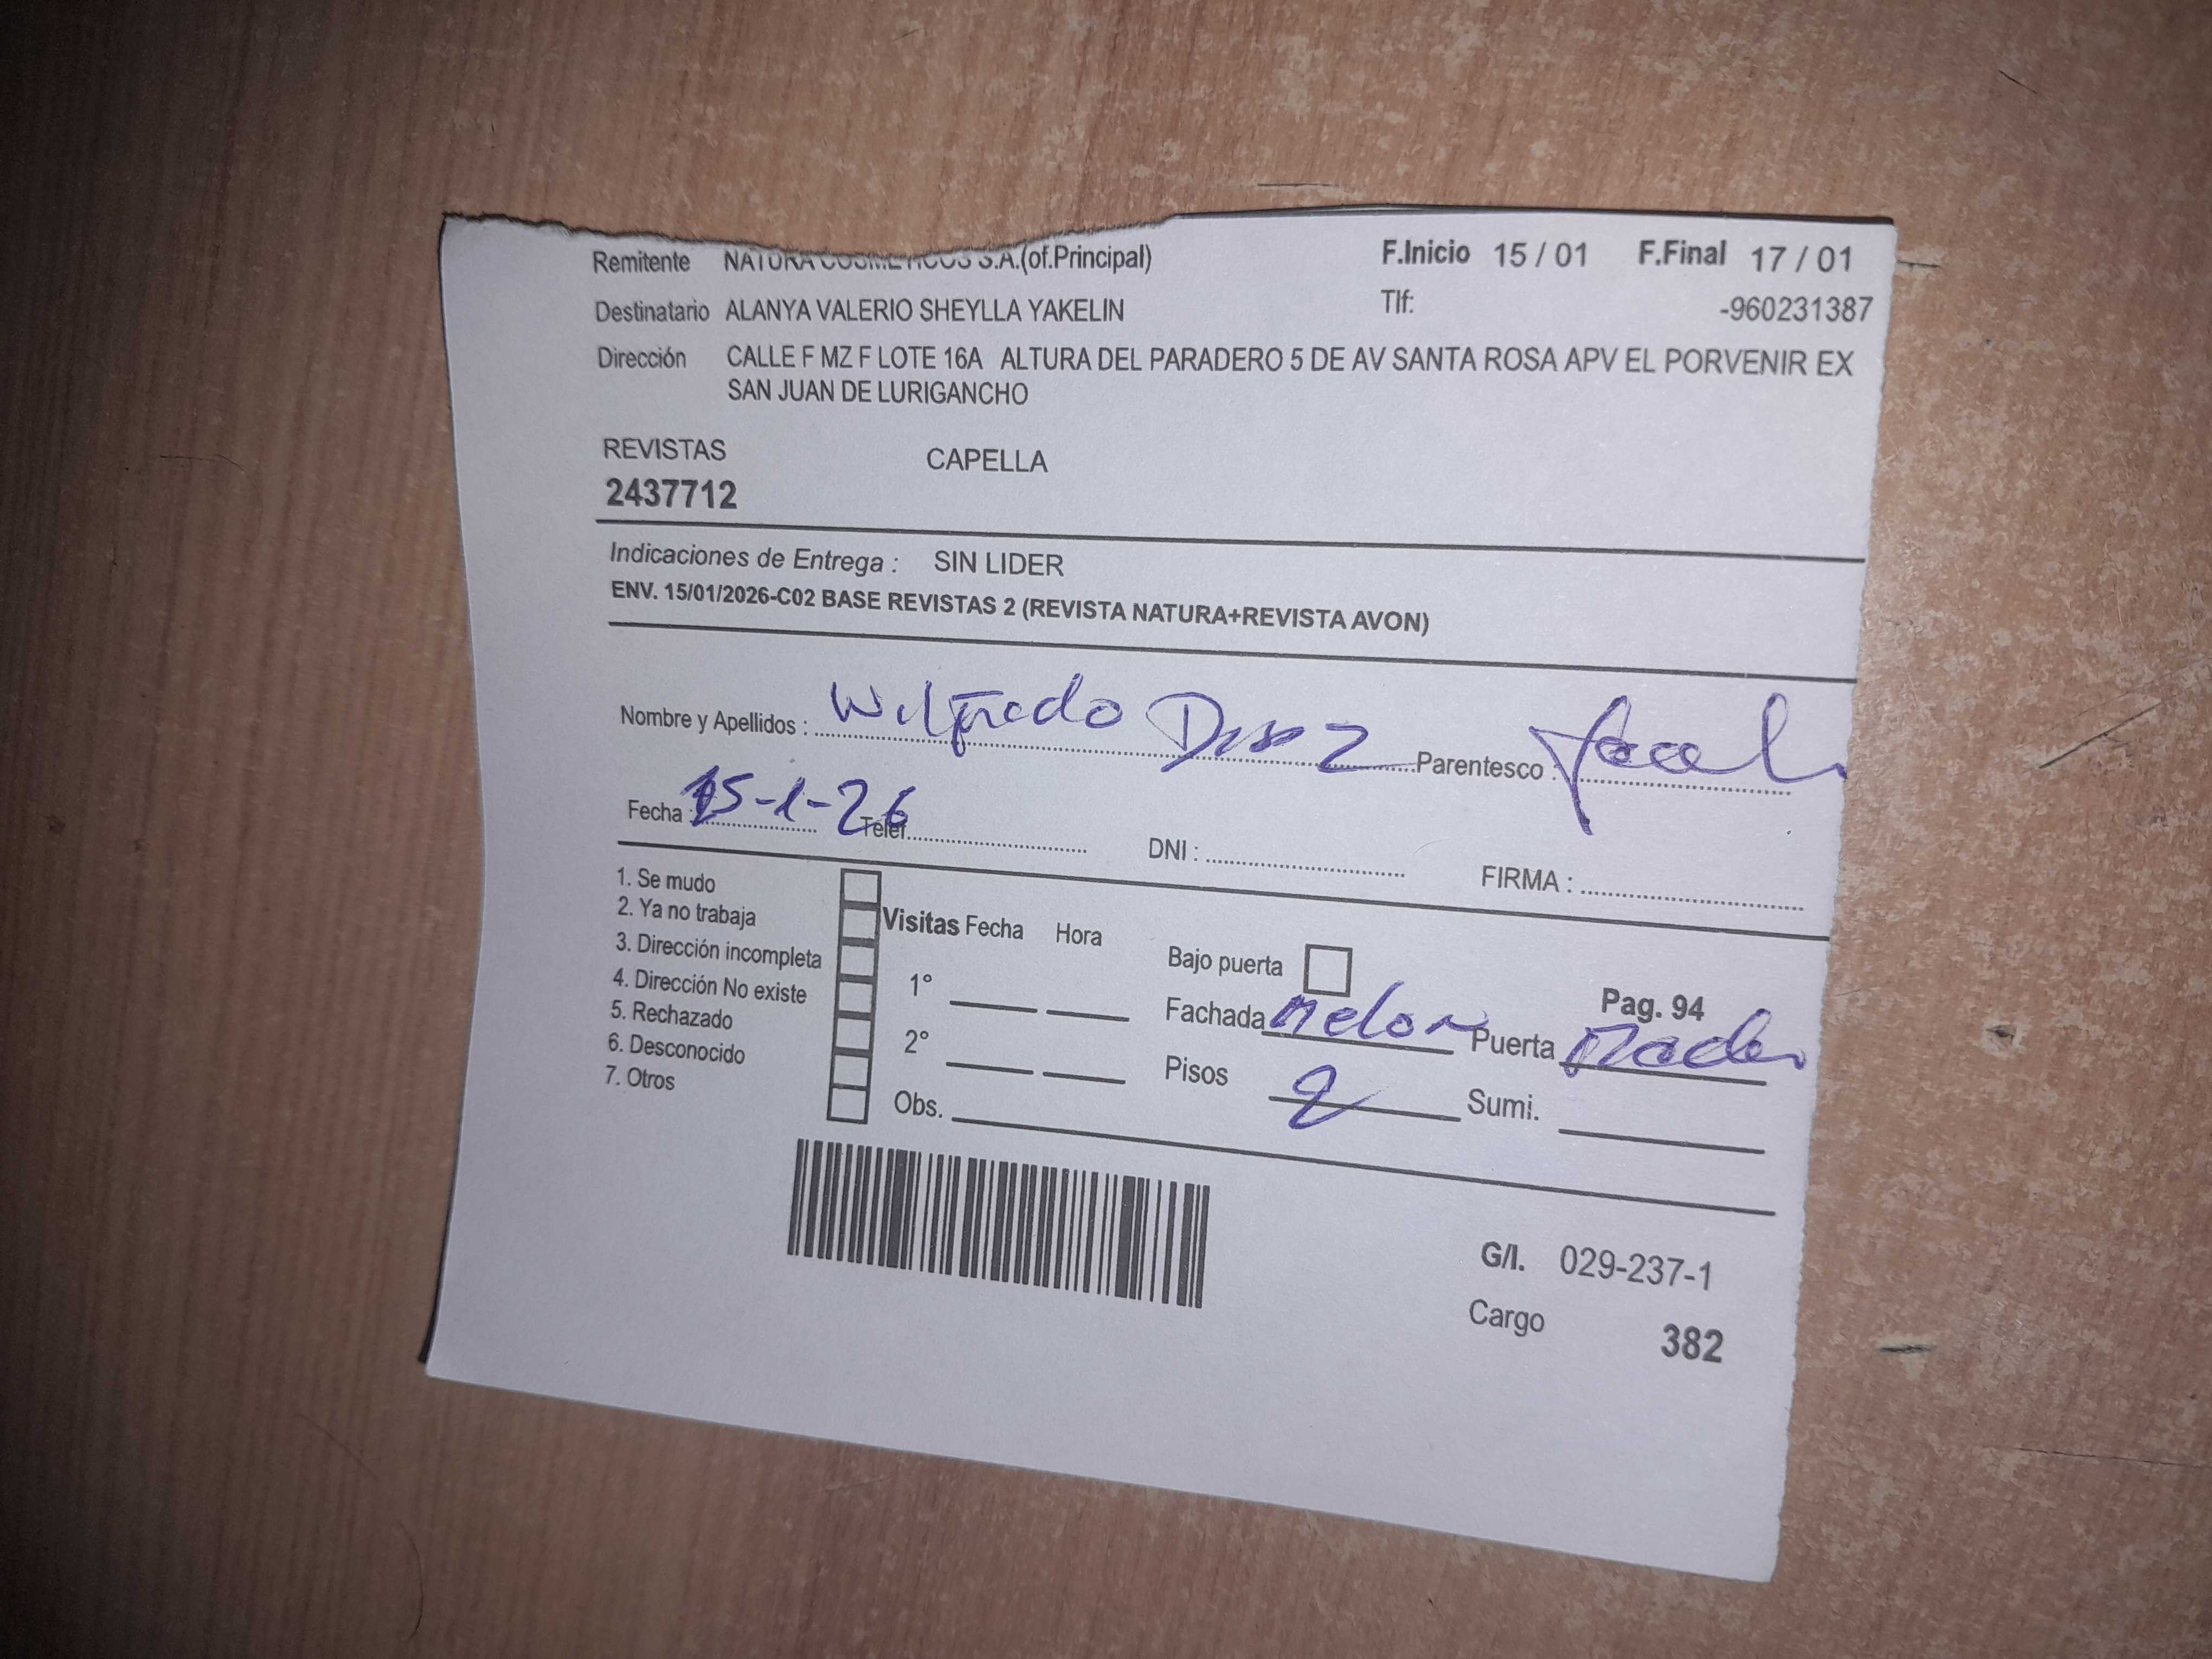 Remitente NATURA COSMETICOS S.A.(of.Principal) F.Inicio 15 / 01 F.Final 17 / 01
Destinatario ALANYA VALERIO SHEYLLA YAKELIN Tlf: -960231387
Dirección CALLE F MZ F LOTE 16A ALTURA DEL PARADERO 5 DE AV SANTA ROSA APV EL PORVENIR EX
SAN JUAN DE LURIGANCHO
REVISTAS CAPELLA
2437712
Indicaciones de Entrega : SIN LIDER
ENV. 15/01/2026-C02 BASE REVISTAS 2 (REVISTA NATURA+REVISTA AVON)
Nombre y Apellidos : Wilfredo Parentesco :
Fecha : 15-1-26 Telef. DNI : FIRMA :
1. Se mudo
2. Ya no trabaja
3. Dirección incompleta
4. Dirección No existe
5. Rechazado
6. Desconocido
7. Otros
Visitas Fecha Hora
1°
2°
Obs.
Bajo puerta
Pag. 94
Fachada melon Puerta
Pisos 2 Sumi.
G/I. 029-237-1
Cargo 382